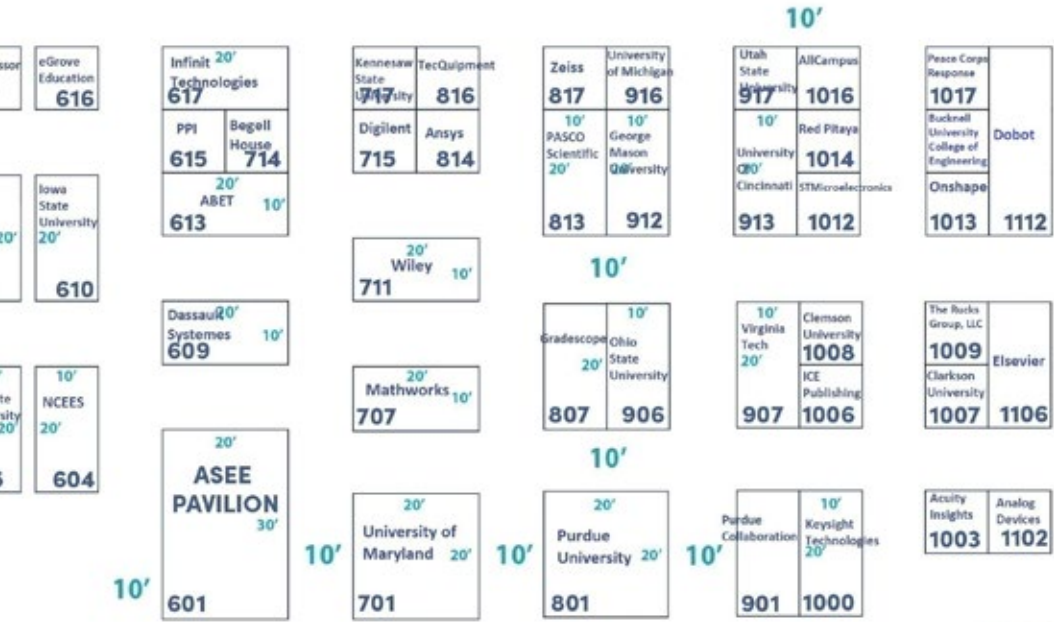 10'
ssor
eGrove
Education
616
Infinit 20'
Technologies
617
Kennesaw
State
University
717
TecQuipment
816
Zeiss
817
University
of Michigan
916
Utah
State
University
917
AllCampus
1016
Peace Corps
Response
1017
PPI
615
Begell
House
714
Digilent
715
Ansys
814
10'
PASCO
Scientific
20'
813
10'
George
Mason
University
20'
912
10'
University
Of
20'
Cincinnati
913
Red Pitaya
1014
STMicroelectronics
1012
Bucknell
University
College of
Engineering
Dobot
1112
Onshape
1013
20'
ABET
10'
613
20'
Iowa
State
University
20'
610
20'
Wiley
10'
711
10'
Dassault
20'
Systemes
10'
609
Gradescope
20'
807
10'
Ohio
State
University
906
10'
Virginia
Tech
20'
907
Clemson
University
1008
ICE
Publishing
1006
The Rucks
Group, LLC
1009
Clarkson
University
1007
Elsevier
1106
20'
Mathworks
10'
707
te
sity
20'
10'
NCEES
20'
604
10'
20'
ASEE
PAVILION
30'
601
10'
20'
University of
Maryland 20'
701
10'
20'
Purdue
University 20'
801
10'
Purdue
Collaboration
901
10'
Keysight
Technologies
20'
1000
Acuity
Insights
1003
Analog
Devices
1102
10'